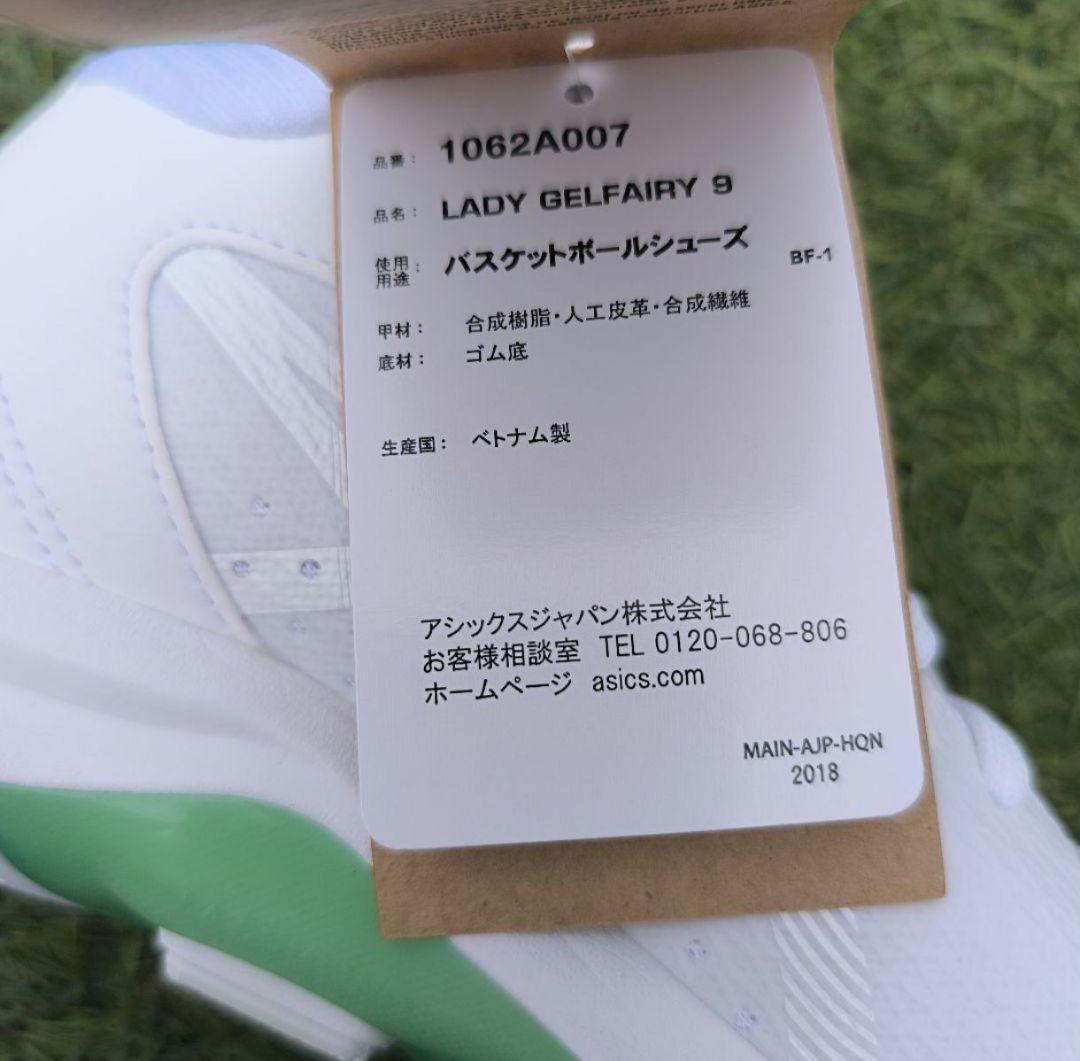 品番： 1062A007
品名： LADY GELFAIRY 9
使用用途： バスケットボールシューズ BF-1
甲材： 合成樹脂・人工皮革・合成繊維
底材： ゴム底
生産国： ベトナム製
アシックスジャパン株式会社
お客様相談室 TEL 0120-068-806
ホームページ asics.com
MAIN-AJP-HQN
2018